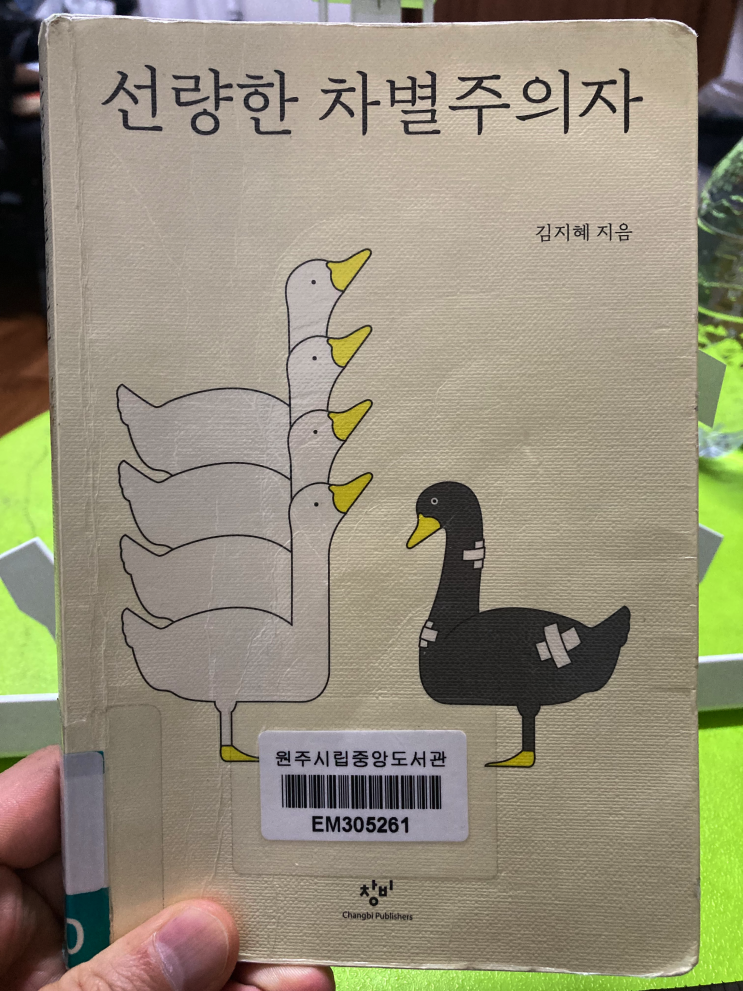 선량한 차별주의자
김지혜 지음
원주시립중앙도서관
EM305261
창비
Changbi Publishers